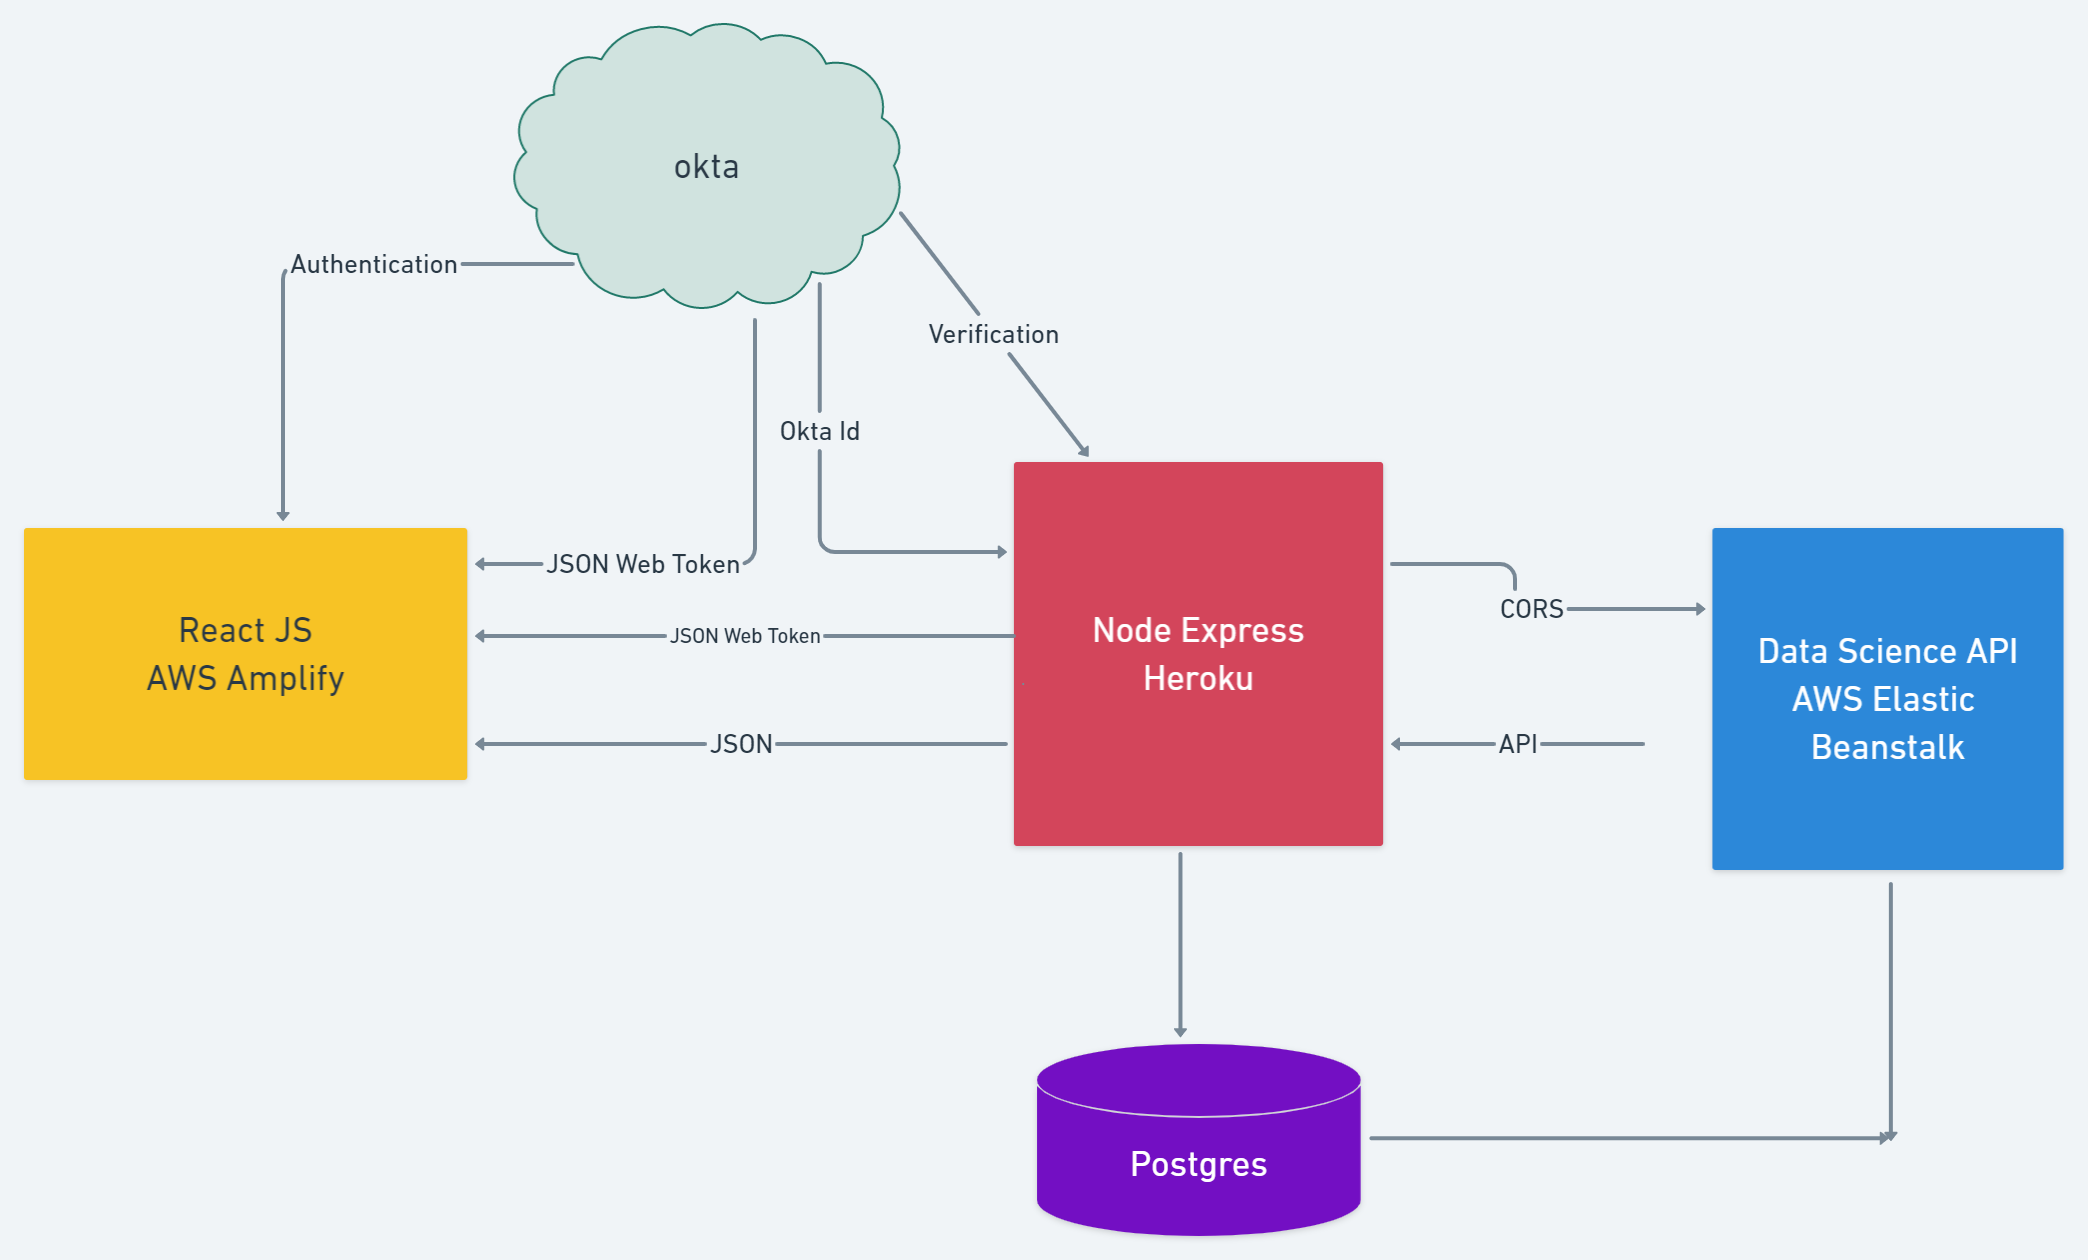 okta
Authentication
Verification
Okta Id
JSON Web Token
JSON Web Token
JSON
React JS
AWS Amplify
Node Express
Heroku
CORS
API
Data Science API
AWS Elastic
Beanstalk
Postgres